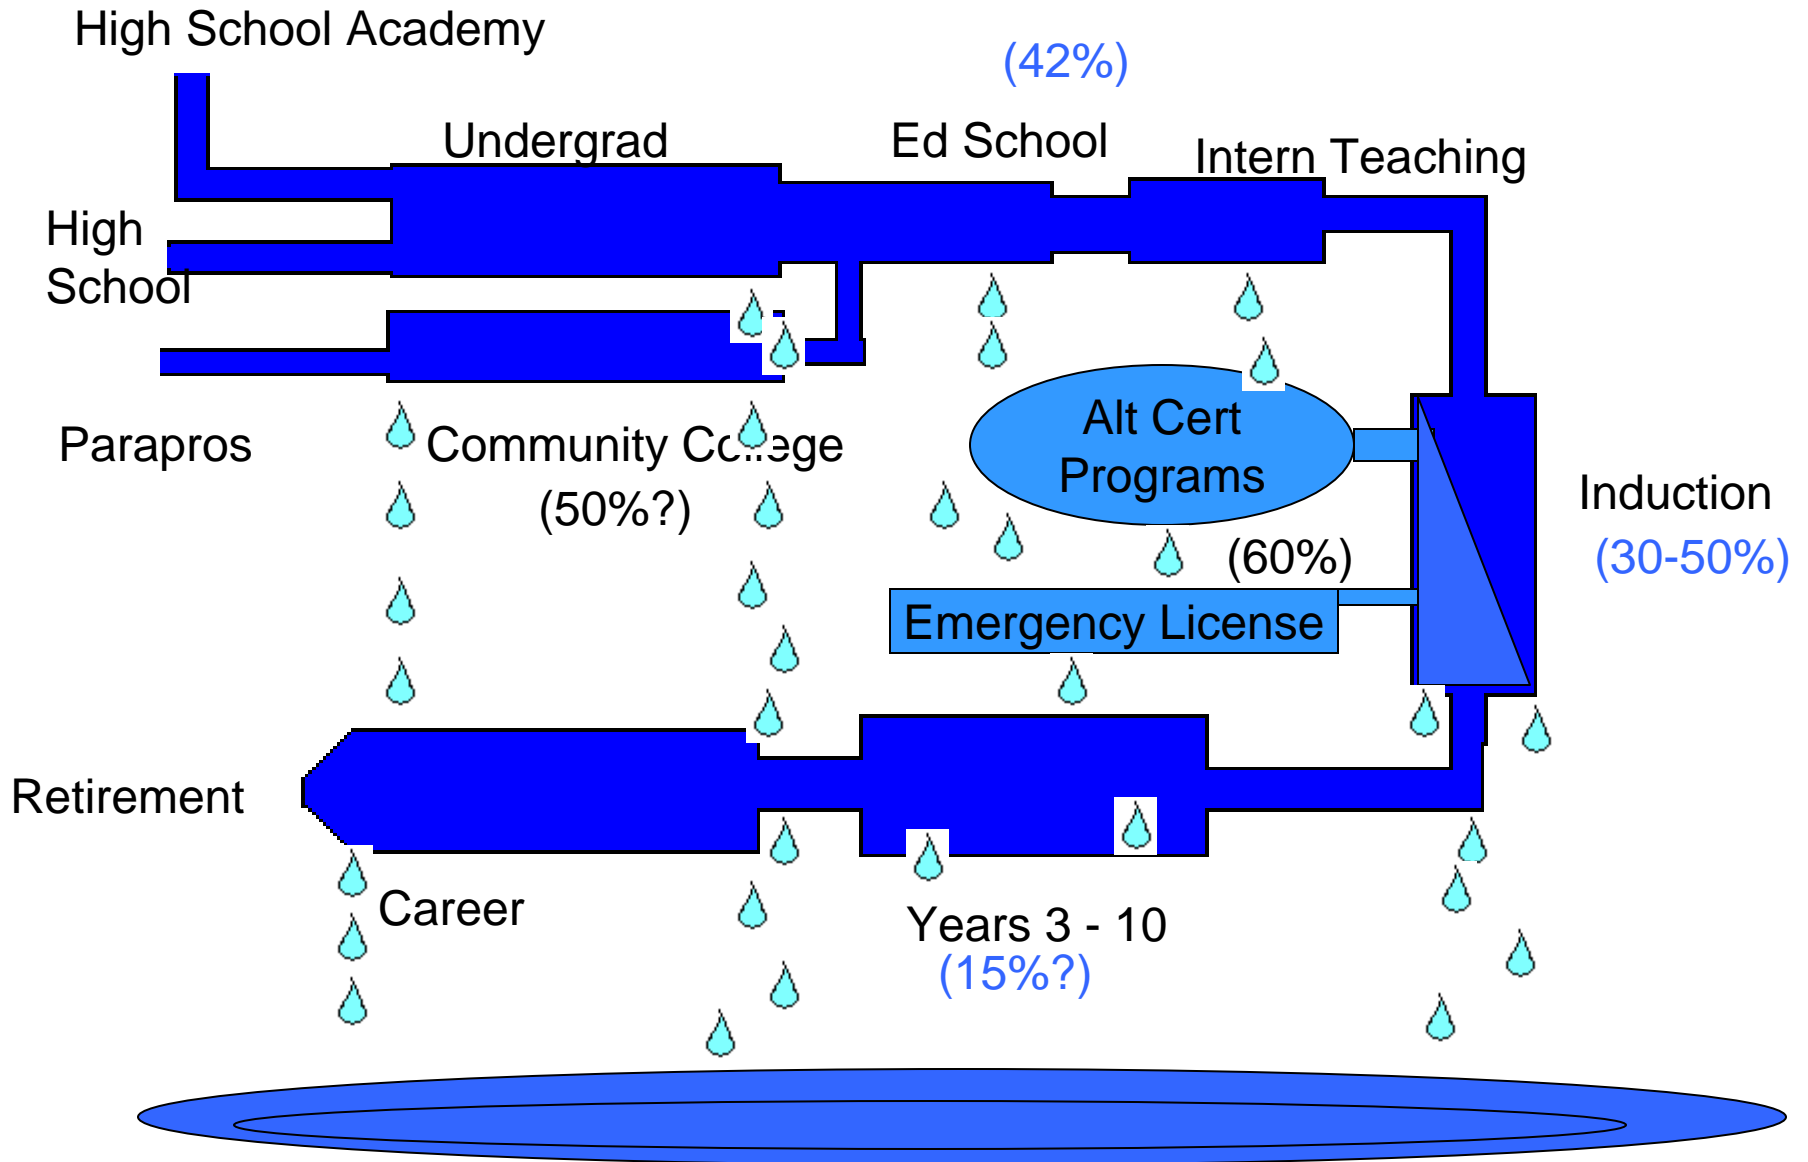 High School Academy
(42%)
Undergrad
Ed School
Intern Teaching
High
School
Alt Cert
Programs
Parapros
Community College
(50%?)
Induction
(30-50%)
(60%)
Emergency License
Retirement
Career
Years 3 - 10
(15%?)